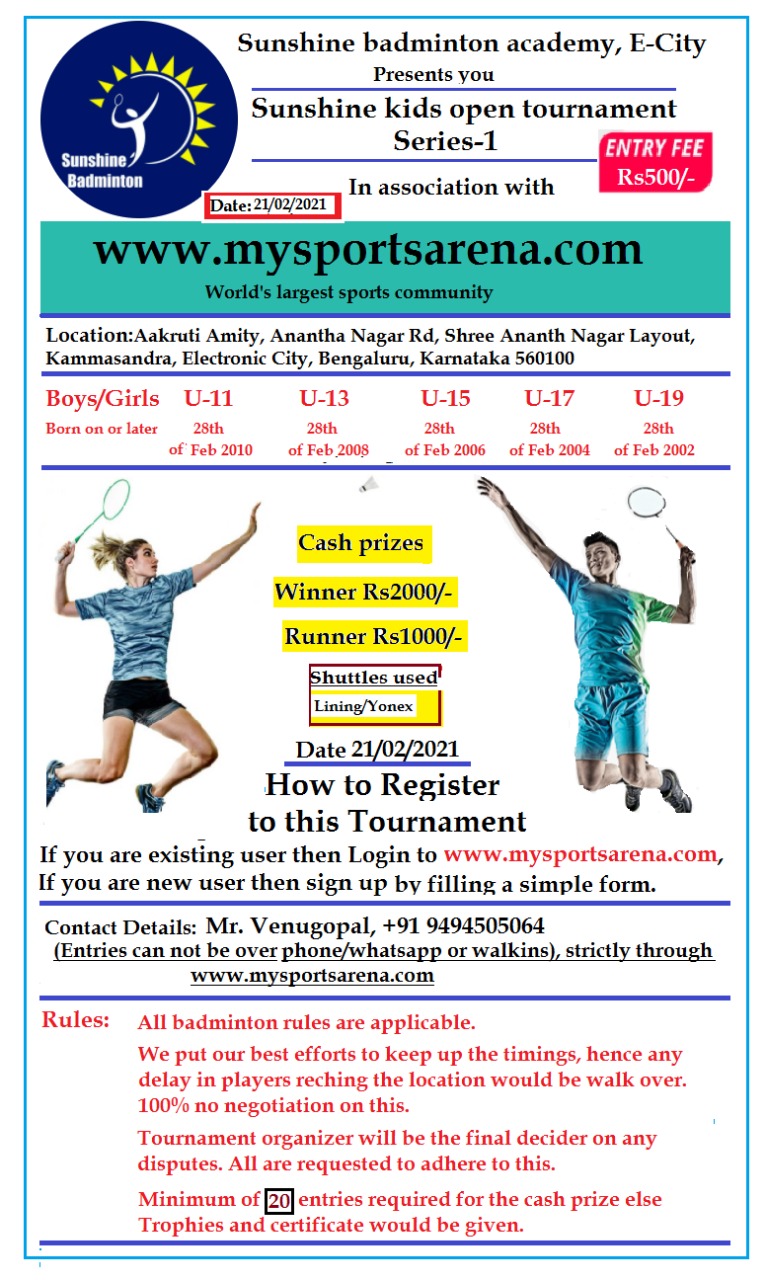 Sunshine badminton academy, E-City
Presents you
Sunshine kids open tournament
Series-1
ENTRY FEE
Rs500/-
Sunshine
Badminton
In association with
Date: 21/02/2021
www.mysportsarena.com
World's largest sports community
Location:Aakruti Amity, Anantha Nagar Rd, Shree Ananth Nagar Layout,
Kammasandra, Electronic City, Bengaluru, Karnataka 560100
Boys/Girls U-11 U-13 U-15 U-17 U-19
Born on or later 28th 28th 28th 28th 28th
of Feb 2010 of Feb 2008 of Feb 2006 of Feb 2004 of Feb 2002
Cash prizes
Winner Rs2000/-
Runner Rs1000/-
Shuttles used
Lining/Yonex
Date 21/02/2021
How to Register
to this Tournament
If you are existing user then Login to www.mysportsarena.com,
If you are new user then sign up by filling a simple form.
Contact Details: Mr. Venugopal, +91 9494505064
(Entries can not be over phone/whatsapp or walkins), strictly through
www.mysportsarena.com
Rules: All badminton rules are applicable.
We put our best efforts to keep up the timings, hence any
delay in players reching the location would be walk over.
100% no negotiation on this.
Tournament organizer will be the final decider on any
disputes. All are requested to adhere to this.
Minimum of 20 entries required for the cash prize else
Trophies and certificate would be given.